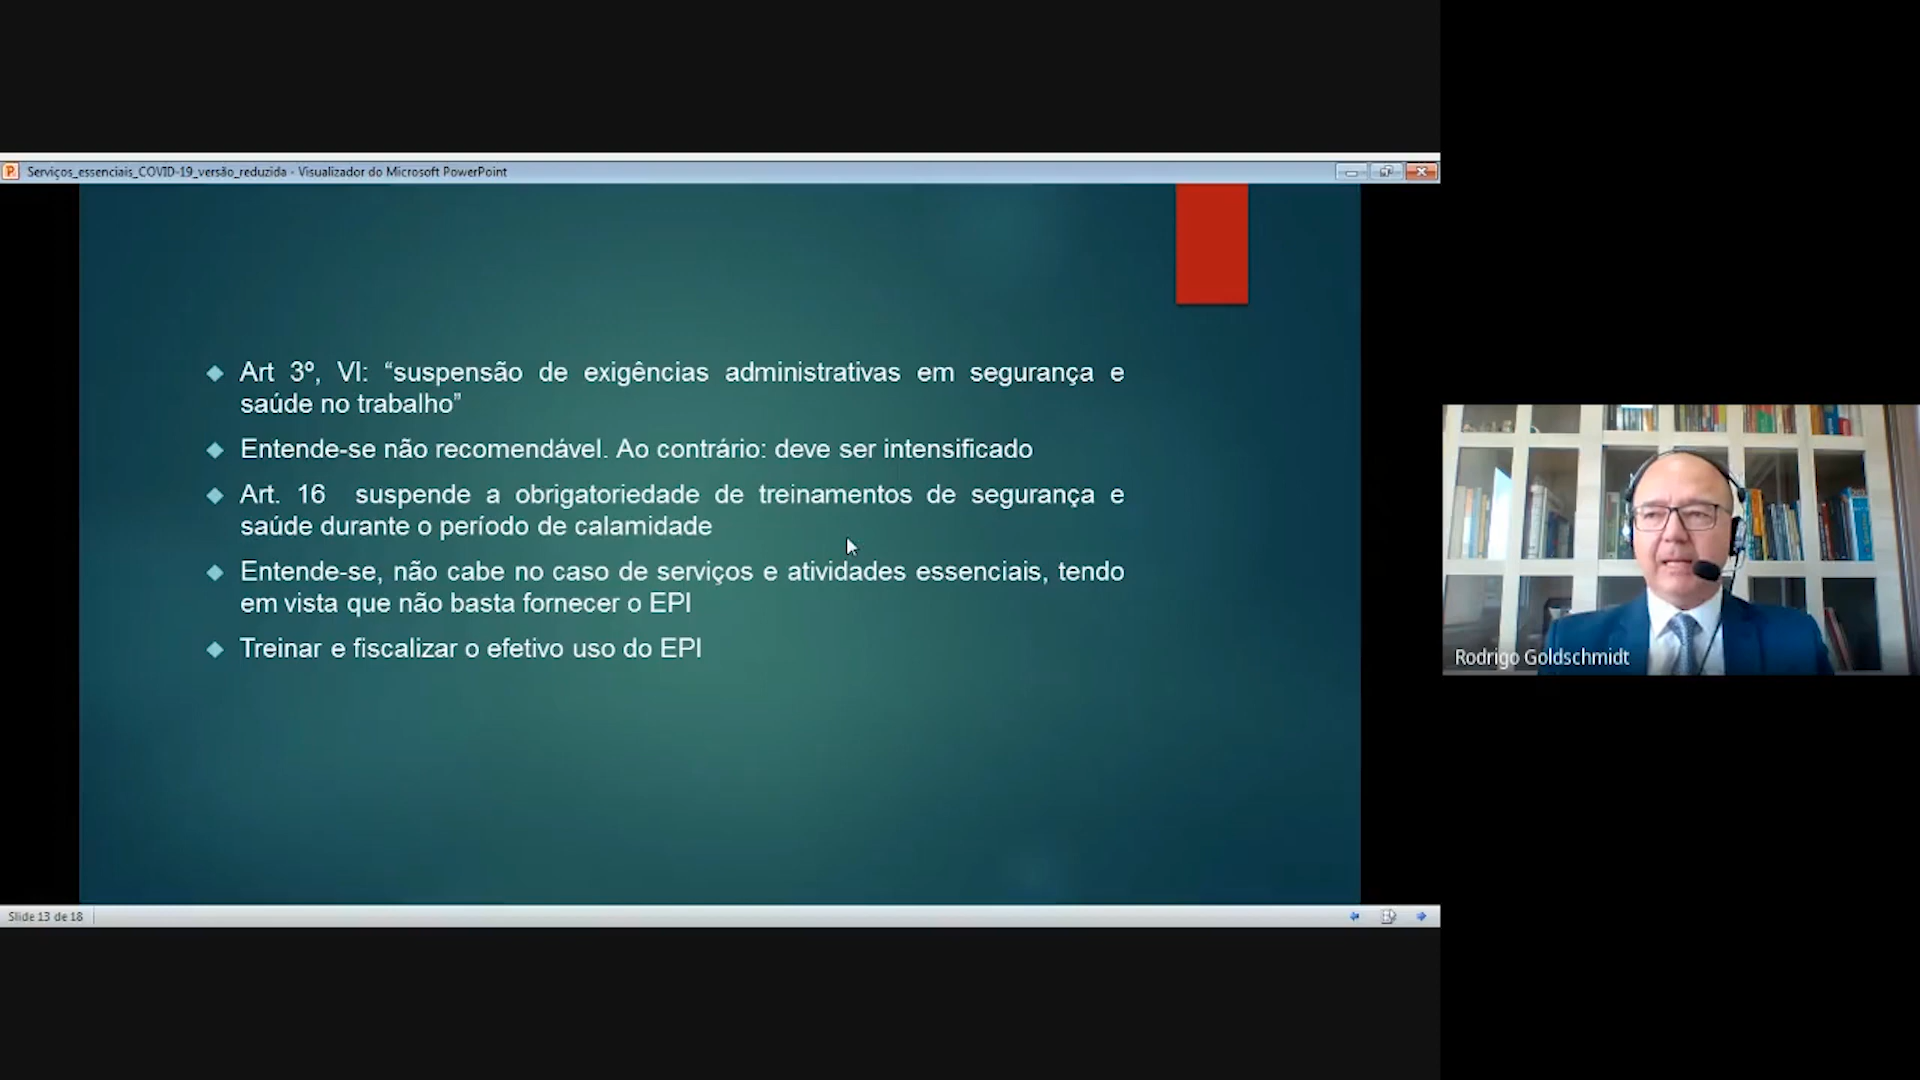 Serviços_essenciais_COVID-19_versão_reduzida - Visualizador do Microsoft PowerPoint
Art 3º, VI: “suspensão de exigências administrativas em segurança e
saúde no trabalho”
Entende-se não recomendável. Ao contrário: deve ser intensificado
Art. 16 suspende a obrigatoriedade de treinamentos de segurança e
saúde durante o período de calamidade
Entende-se, não cabe no caso de serviços e atividades essenciais, tendo
em vista que não basta fornecer o EPI
Treinar e fiscalizar o efetivo uso do EPI
Rodrigo Goldschmidt
Slide 13 de 18